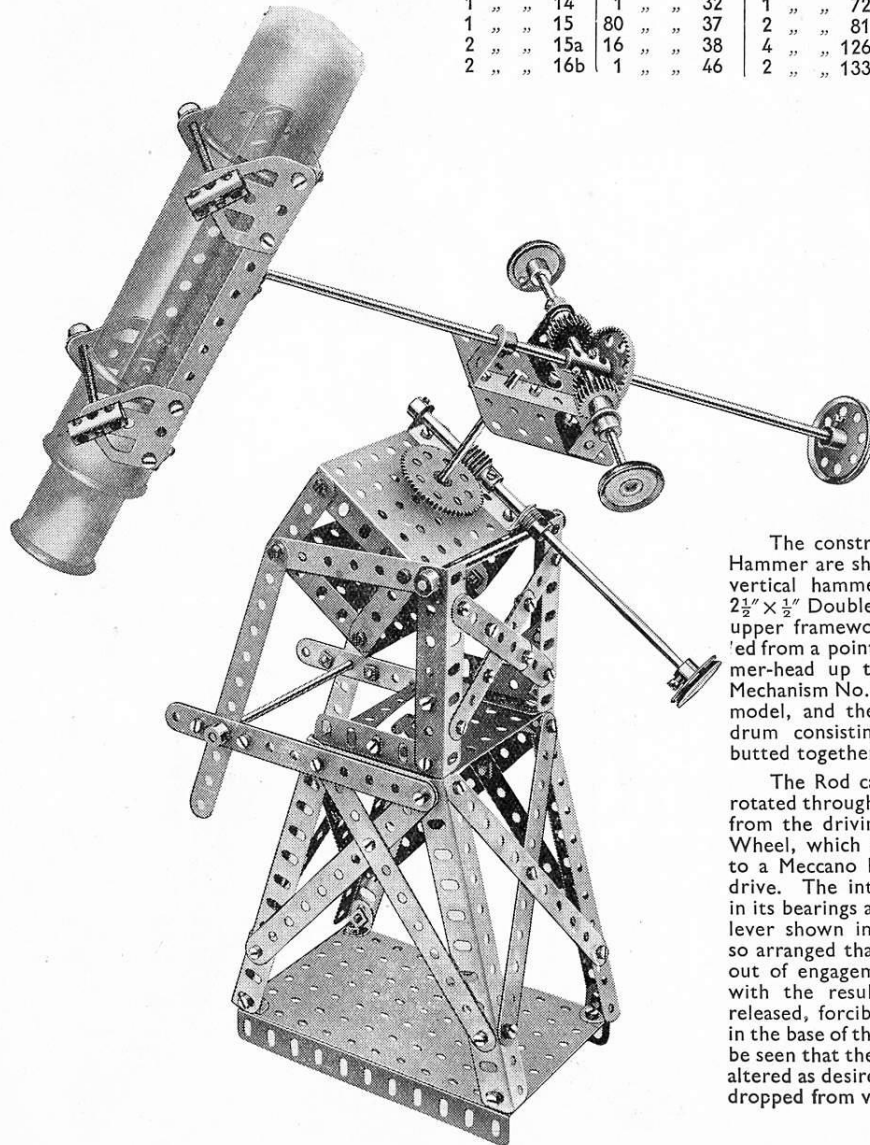 1 „ „ 14 1 „ „ 32 1 „ „ 72
1 „ „ 15 80 „ „ 37 2 „ „ 81
2 „ „ 15a 16 „ „ 38 4 „ „ 126
2 „ „ 16b 1 „ „ 46 2 „ „ 133
The constr
Hammer are sh
vertical hamme
2½″ × ½″ Double
upper framewo
'ed from a point
mer-head up t
Mechanism No.
model, and the
drum consistin
butted together
The Rod ca
rotated through
from the drivin
Wheel, which
to a Meccano
drive. The int
in its bearings a
lever shown in
so arranged tha
out of engagem
with the resul
released, forcib
in the base of th
be seen that the
altered as desire
dropped from v